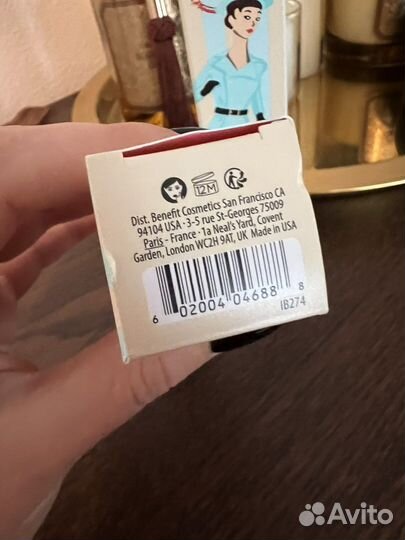 12M
Dist. Benefit Cosmetics San Francisco CA
94104 USA · 3-5 rue St-Georges 75009
Paris - France · 1a Neal's Yard, Covent
Garden, London WC2H 9AT, UK Made in USA
6 02004 04688 8
IB274
Avito